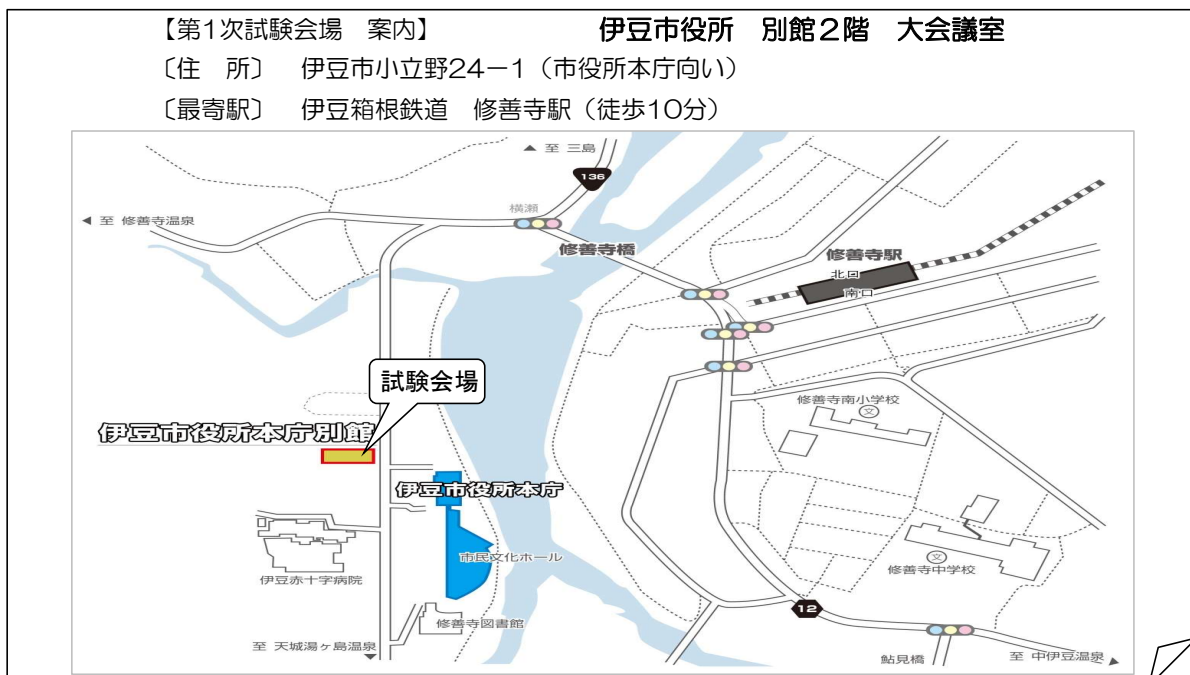 【第1次試験会場　案内】　伊豆市役所　別館２階　大会議室
〔住　所〕　伊豆市小立野24－1（市役所本庁向い）
〔最寄駅〕　伊豆箱根鉄道　修善寺駅（徒歩10分）
▲ 至 三島
136
横瀬
◀ 至 修善寺温泉
修善寺橋
修善寺駅
北口
南口
試験会場
修善寺南小学校
文
伊豆市役所本庁別館
伊豆市役所本庁
市民文化ホール
伊豆赤十字病院
文
修善寺中学校
12
修善寺図書館
至 天城湯ヶ島温泉
鮎見橋
至 中伊豆温泉